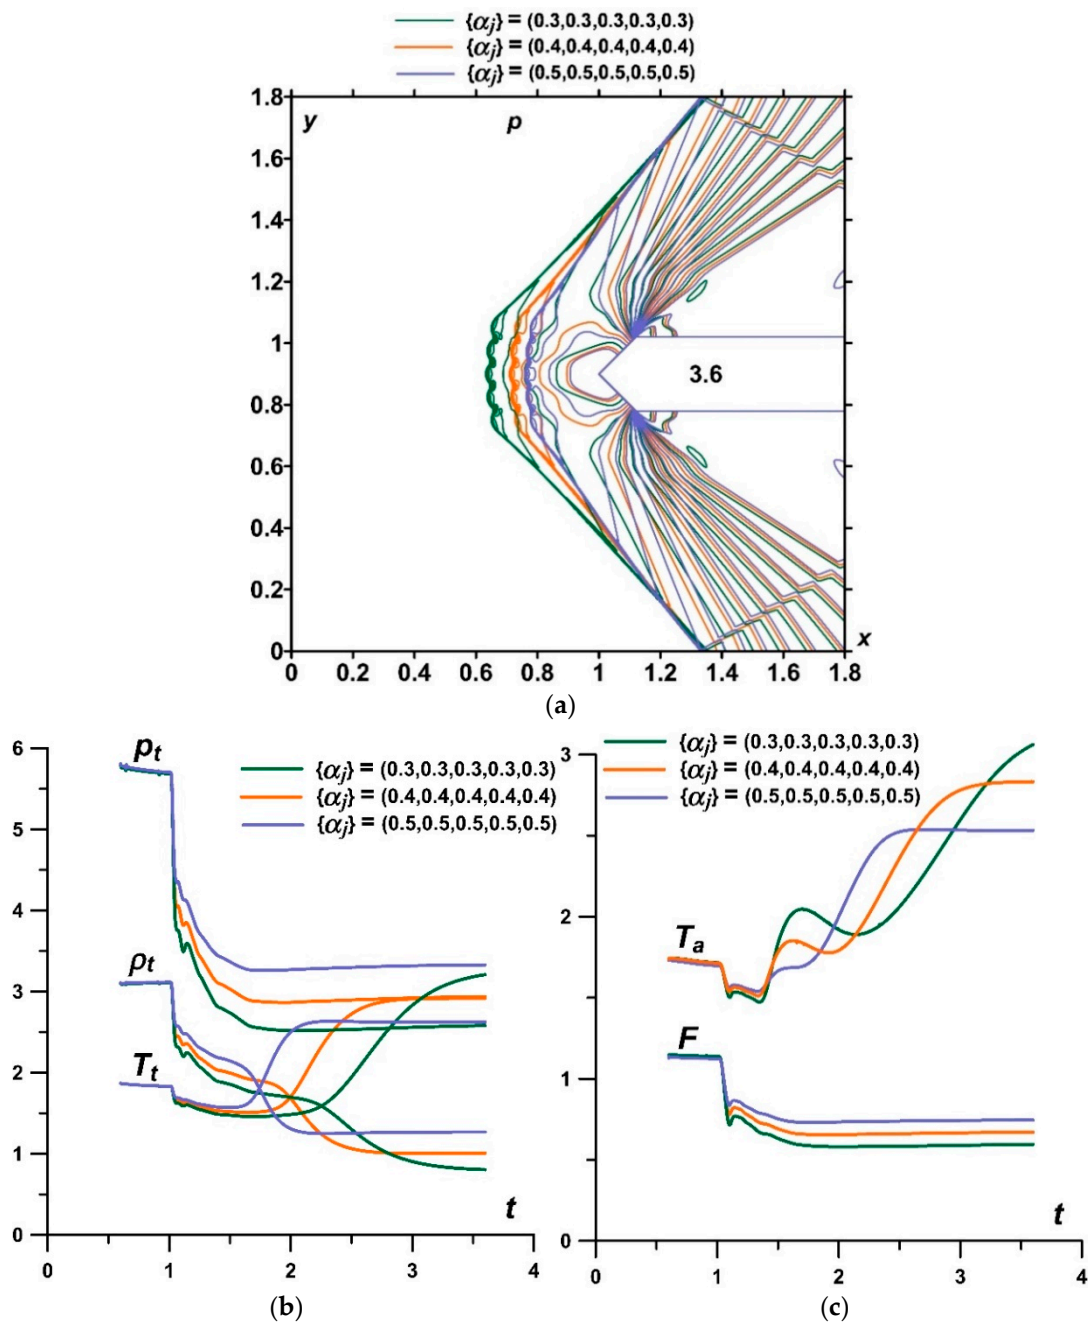 {αj} = (0.3,0.3,0.3,0.3,0.3)
{αj} = (0.4,0.4,0.4,0.4,0.4)
{αj} = (0.5,0.5,0.5,0.5,0.5)
1.8
y
p
1.6
1.4
1.2
1
3.6
0.8
0.6
0.4
0.2
0
x
0 0.2 0.4 0.6 0.8 1 1.2 1.4 1.6 1.8
(a)
6
pt
{αj} = (0.3,0.3,0.3,0.3,0.3)
{αj} = (0.4,0.4,0.4,0.4,0.4)
{αj} = (0.5,0.5,0.5,0.5,0.5)
5
4
ρt
3
2
Tt
1
t
0
0 1 2 3 4
(b)
{αj} = (0.3,0.3,0.3,0.3,0.3)
3
{αj} = (0.4,0.4,0.4,0.4,0.4)
{αj} = (0.5,0.5,0.5,0.5,0.5)
2
Ta
F
1
t
0
0 1 2 3 4
(c)